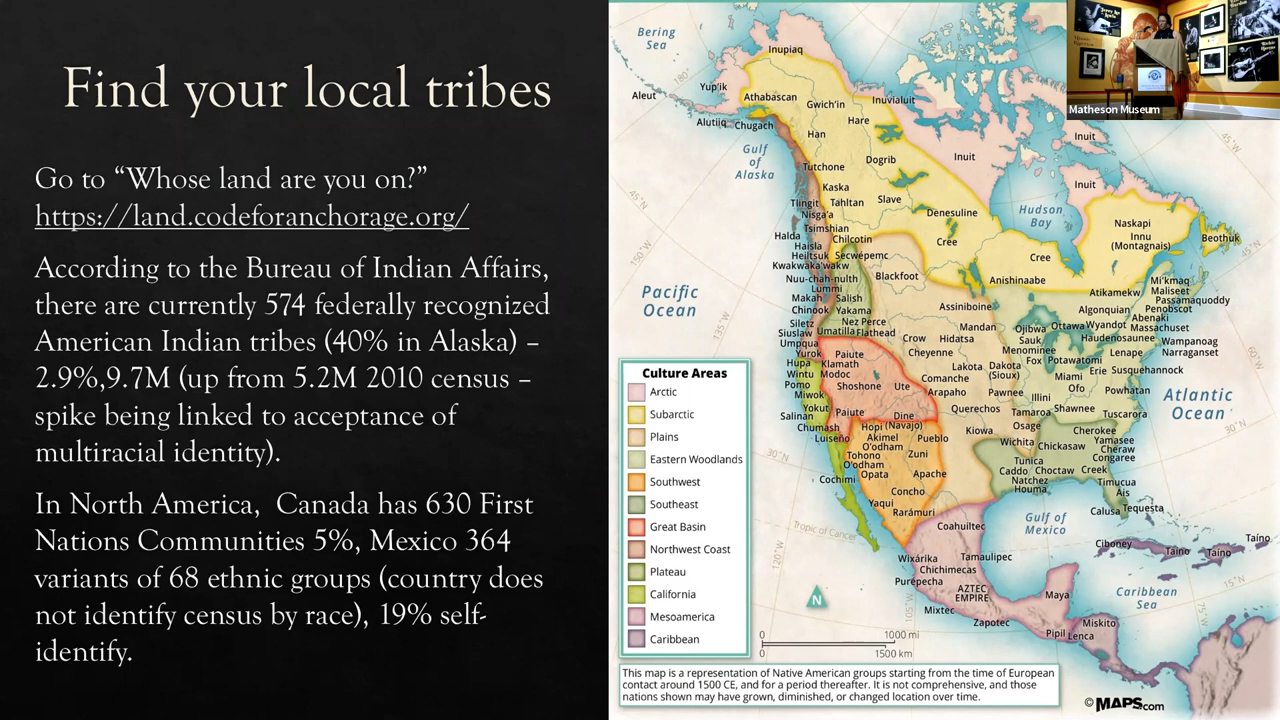 Find your local tribes
Go to “Whose land are you on?”
https://land.codeforanchorage.org/
According to the Bureau of Indian Affairs,
there are currently 574 federally recognized
American Indian tribes (40% in Alaska) –
2.9%,9.7M (up from 5.2M 2010 census –
spike being linked to acceptance of
multiracial identity).
In North America, Canada has 630 First
Nations Communities 5%, Mexico 364
variants of 68 ethnic groups (country does
not identify census by race), 19% self-
identify.
Matheson Museum
Bering
Sea
180°
Inupiaq
Yup'ik
Aleut
Athabascan
Gwich'in
Inuvialuit
Alutiiq
Chugach
Hare
Han
Gulf
of
Alaska
Inuit
Inuit
Inuit
45°W
Dogrib
Tutchone
Kaska
Tahltan
Slave
45°N
Tlingit
Nisga'a
Denesuline
Hudson
Bay
Naskapi
Innu
(Montagnais)
Beothuk
Tsimshian
Haida
Chilcotin
Cree
Cree
Haisla
Heiltsuk
Secwépemc
150°W
Kwakwaka'wakw
Blackfoot
Anishinaabe
Nuu-chah-nulth
Lummi
Atikamekw
Mi'kmaq
Maliseet
Passamaquoddy
Pacific
Ocean
Makah
Salish
Chinook
Yakama
Assiniboine
Algonquian
Penobscot
Abenaki
Siletz
Nez Perce
Mandan
Ojibwa
Ottawa
Wyandot
Massachuset
Siuslaw
Umatilla
Flathead
Crow
Hidatsa
Sauk
Haudenosaunee
Wampanoag
Umpqua
Menominee
Lenape
Narraganset
135°W
Yurok
Paiute
Cheyenne
Fox
Potawatomi
Hupa
Klamath
Lakota
Dakota
(Sioux)
Erie
Susquehannock
Wintu
Modoc
Comanche
Miami
Pomo
Shoshone
Ute
Arapaho
Pawnee
Ofo
Powhatan
Miwok
Illini
Atlantic
Ocean
60°W
Yokut
Salinan
Paiute
Dine
(Navajo)
Querechos
Tamaroa
Shawnee
Tuscarora
30°N
Chumash
Hopi
Kiowa
Osage
Cherokee
Luiseño
Akimel
O'odham
Pueblo
Wichita
Chickasaw
Yamasee
Cheraw
Congaree
30°N
Tohono
O'odham
Zuni
Tunica
Opata
Apache
Caddo
Choctaw
Creek
Cochimi
Natchez
Houma
Timucua
Ais
Concho
Yaqui
Rarámuri
Calusa
Tequesta
Gulf of
Mexico
Tropic of Cancer
Coahuiltec
Ciboney
Taino
Taíno
Taíno
120°W
Wixárika
Tamaulipec
Chichimecas
Purépecha
15°N
AZTEC
EMPIRE
Maya
Caribbean
Sea
105°W
Mixtec
Zapotec
Miskito
75°W
Pipil
Lenca
N
0
1000 mi
0
1500 km
Culture Areas
Arctic
Subarctic
Plains
Eastern Woodlands
Southwest
Southeast
Great Basin
Northwest Coast
Plateau
California
Mesoamerica
Caribbean
This map is a representation of Native American groups starting from the time of European
contact around 1500 CE, and for a period thereafter. It is not comprehensive, and those
nations shown may have grown, diminished, or changed location over time.
©MAPS.com